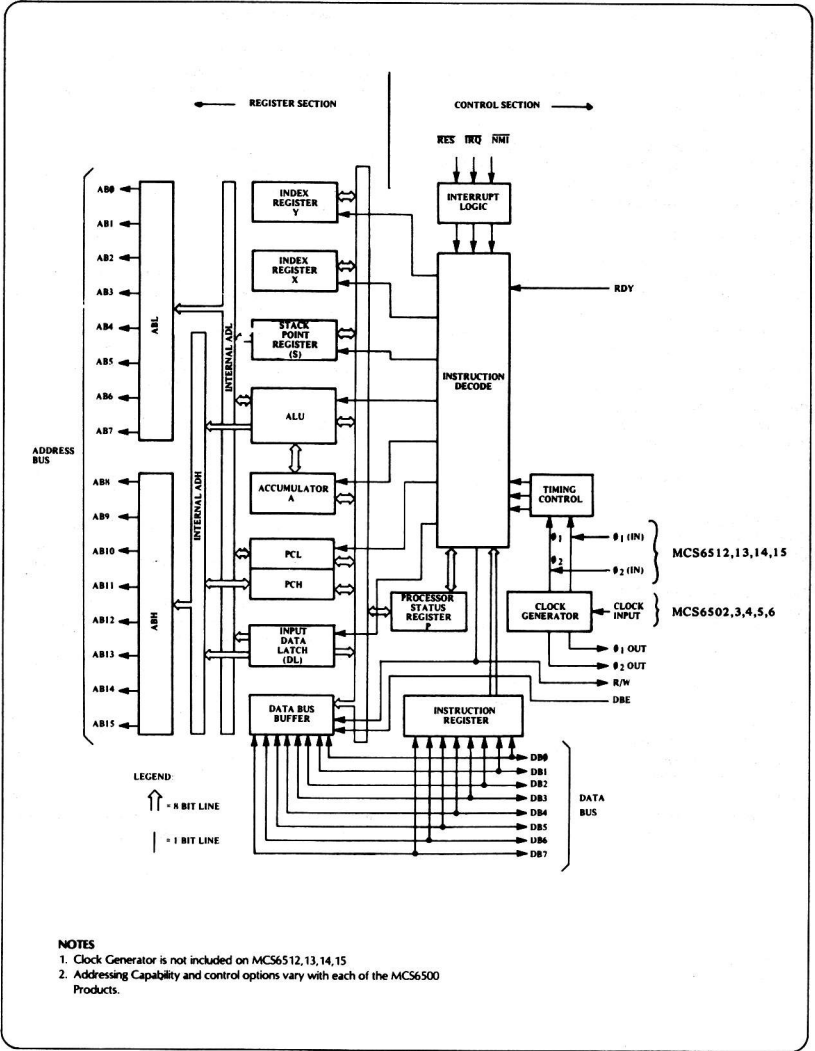 REGISTER SECTION
CONTROL SECTION
RES IRQ NMI
INTERRUPT
LOGIC
AB0
AB1
AB2
AB3
AB4
AB5
AB6
AB7
ADDRESS
BUS
AB8
AB9
AB10
AB11
AB12
AB13
AB14
AB15
ABL
ABH
INTERNAL ADL
INTERNAL ADH
INDEX
REGISTER
Y
INDEX
REGISTER
X
STACK
POINT
REGISTER
(S)
ALU
ACCUMULATOR
A
PCL
PCH
INPUT
DATA
LATCH
(DL)
DATA BUS
BUFFER
INSTRUCTION
DECODE
RDY
TIMING
CONTROL
ϕ1
ϕ2
ϕ1 (IN)
ϕ2 (IN)
MCS6512,13,14,15
PROCESSOR
STATUS
REGISTER
P
CLOCK
GENERATOR
CLOCK
INPUT
MCS6502,3,4,5,6
ϕ1 OUT
ϕ2 OUT
R/W
DBE
INSTRUCTION
REGISTER
DB0
DB1
DB2
DB3
DB4
DB5
DB6
DB7
DATA
BUS
LEGEND:
= 8 BIT LINE
= 1 BIT LINE
NOTES
1. Clock Generator is not included on MCS6512,13,14,15
2. Addressing Capability and control options vary with each of the MCS6500
Products.